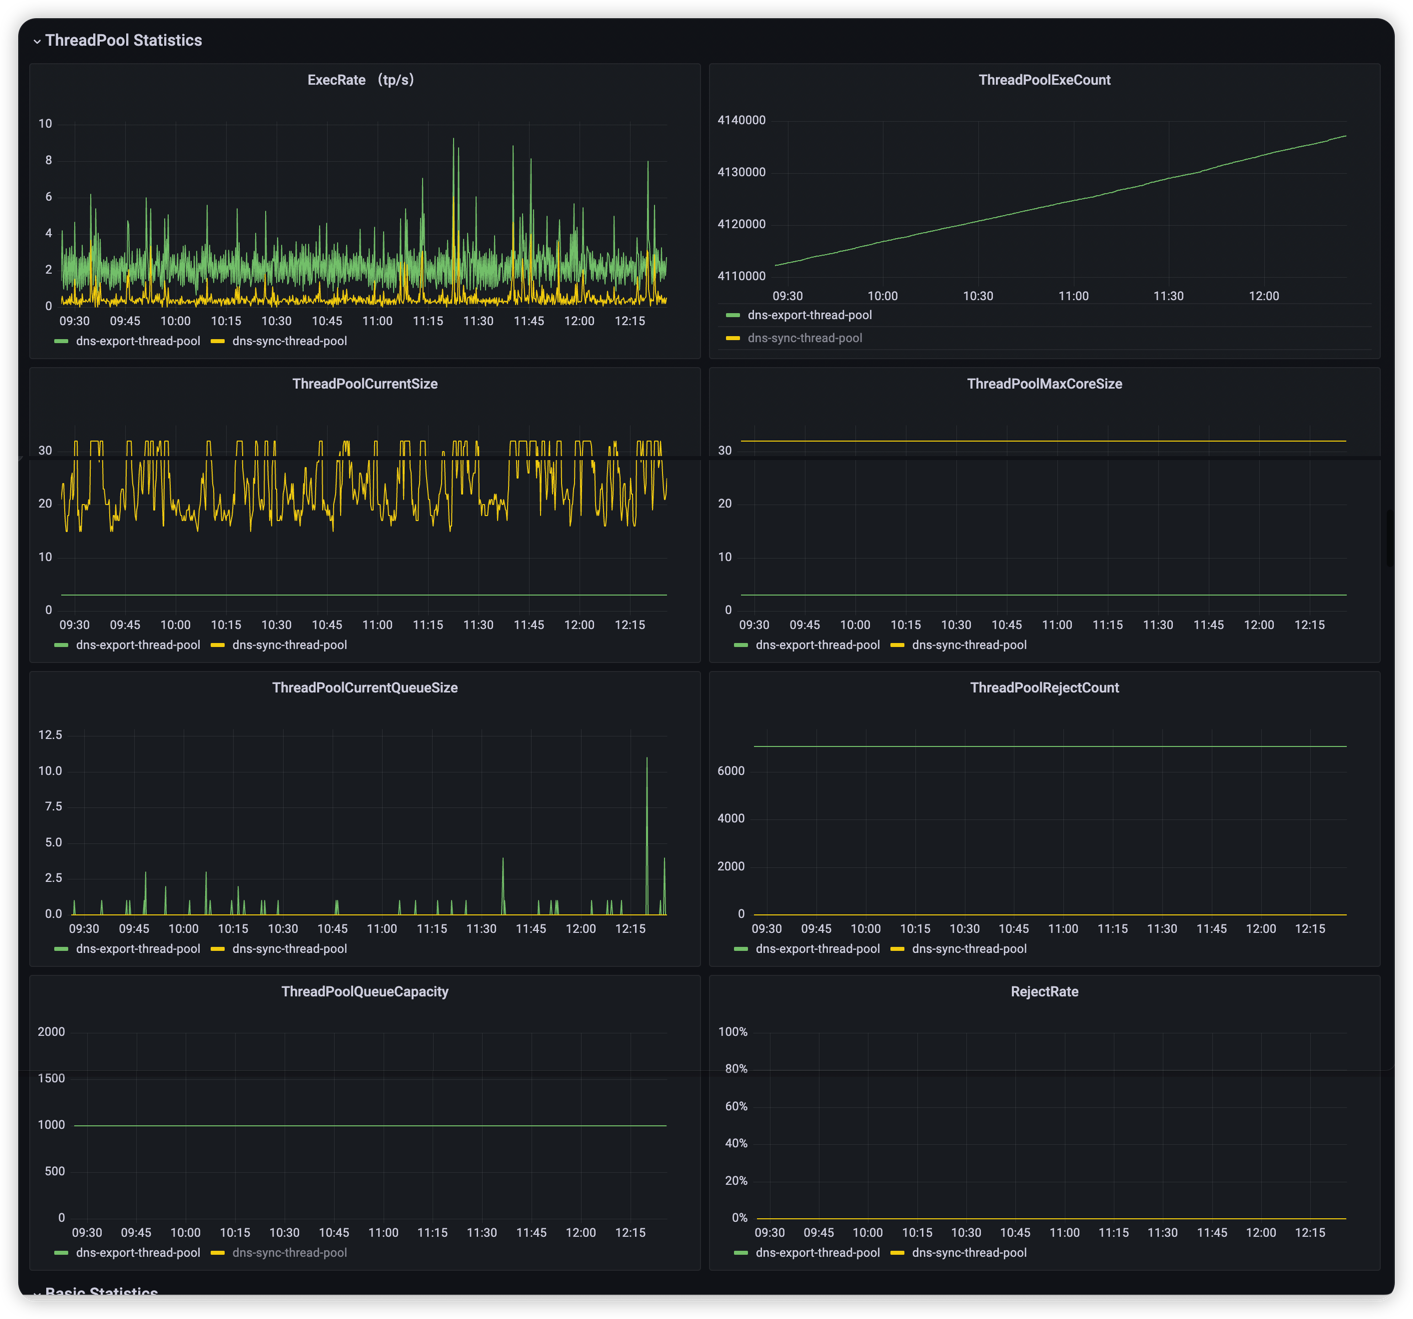 ThreadPool Statistics
ExecRate （tp/s）
10
8
6
4
2
0
09:30 09:45 10:00 10:15 10:30 10:45 11:00 11:15 11:30 11:45 12:00 12:15
dns-export-thread-pool dns-sync-thread-pool
ThreadPoolExeCount
4140000
4130000
4120000
4110000
09:30 10:00 10:30 11:00 11:30 12:00
dns-export-thread-pool
dns-sync-thread-pool
ThreadPoolCurrentSize
30
20
10
0
09:30 09:45 10:00 10:15 10:30 10:45 11:00 11:15 11:30 11:45 12:00 12:15
dns-export-thread-pool dns-sync-thread-pool
ThreadPoolMaxCoreSize
30
20
10
0
09:30 09:45 10:00 10:15 10:30 10:45 11:00 11:15 11:30 11:45 12:00 12:15
dns-export-thread-pool dns-sync-thread-pool
ThreadPoolCurrentQueueSize
12.5
10.0
7.5
5.0
2.5
0.0
09:30 09:45 10:00 10:15 10:30 10:45 11:00 11:15 11:30 11:45 12:00 12:15
dns-export-thread-pool dns-sync-thread-pool
ThreadPoolRejectCount
6000
4000
2000
0
09:30 09:45 10:00 10:15 10:30 10:45 11:00 11:15 11:30 11:45 12:00 12:15
dns-export-thread-pool dns-sync-thread-pool
ThreadPoolQueueCapacity
2000
1500
1000
500
0
09:30 09:45 10:00 10:15 10:30 10:45 11:00 11:15 11:30 11:45 12:00 12:15
dns-export-thread-pool dns-sync-thread-pool
RejectRate
100%
80%
60%
40%
20%
0%
09:30 09:45 10:00 10:15 10:30 10:45 11:00 11:15 11:30 11:45 12:00 12:15
dns-export-thread-pool dns-sync-thread-pool
Basic Statistics